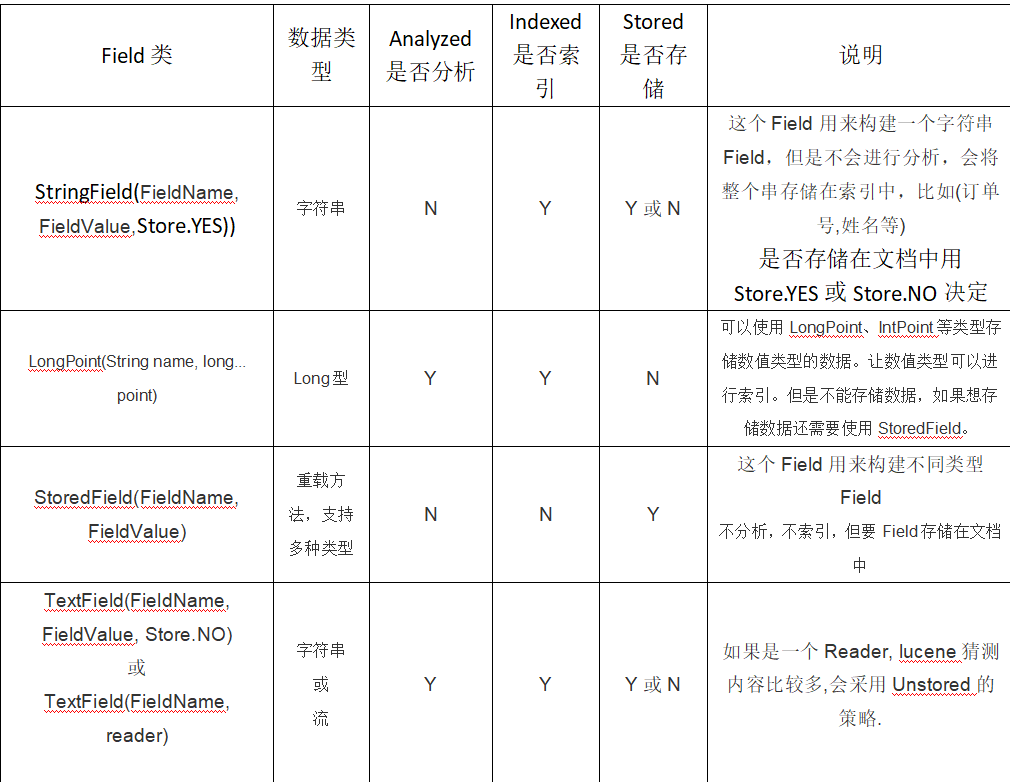 Field 类
数据类
型
Analyzed
是否分析
Indexed
是否索
引
Stored
是否存
储
说明
StringField(FieldName,
FieldValue,Store.YES))
字符串
N
Y
Y 或 N
这个 Field 用来构建一个字符串
Field，但是不会进行分析，会将
整个串存储在索引中，比如(订单
号,姓名等)
是否存储在文档中用
Store.YES 或 Store.NO 决定
LongPoint(String name, long...
point)
Long 型
Y
Y
N
可以使用 LongPoint、IntPoint 等类型存
储数值类型的数据。让数值类型可以进
行索引。但是不能存储数据，如果想存
储数据还需要使用 StoredField。
StoredField(FieldName,
FieldValue)
重载方
法，支持
多种类型
N
N
Y
这个 Field 用来构建不同类型
Field
不分析，不索引，但要 Field 存储在文档
中
TextField(FieldName,
FieldValue, Store.NO)
或
TextField(FieldName,
reader)
字符串
或
流
Y
Y
Y 或 N
如果是一个 Reader, lucene 猜测
内容比较多,会采用 Unstored 的
策略.